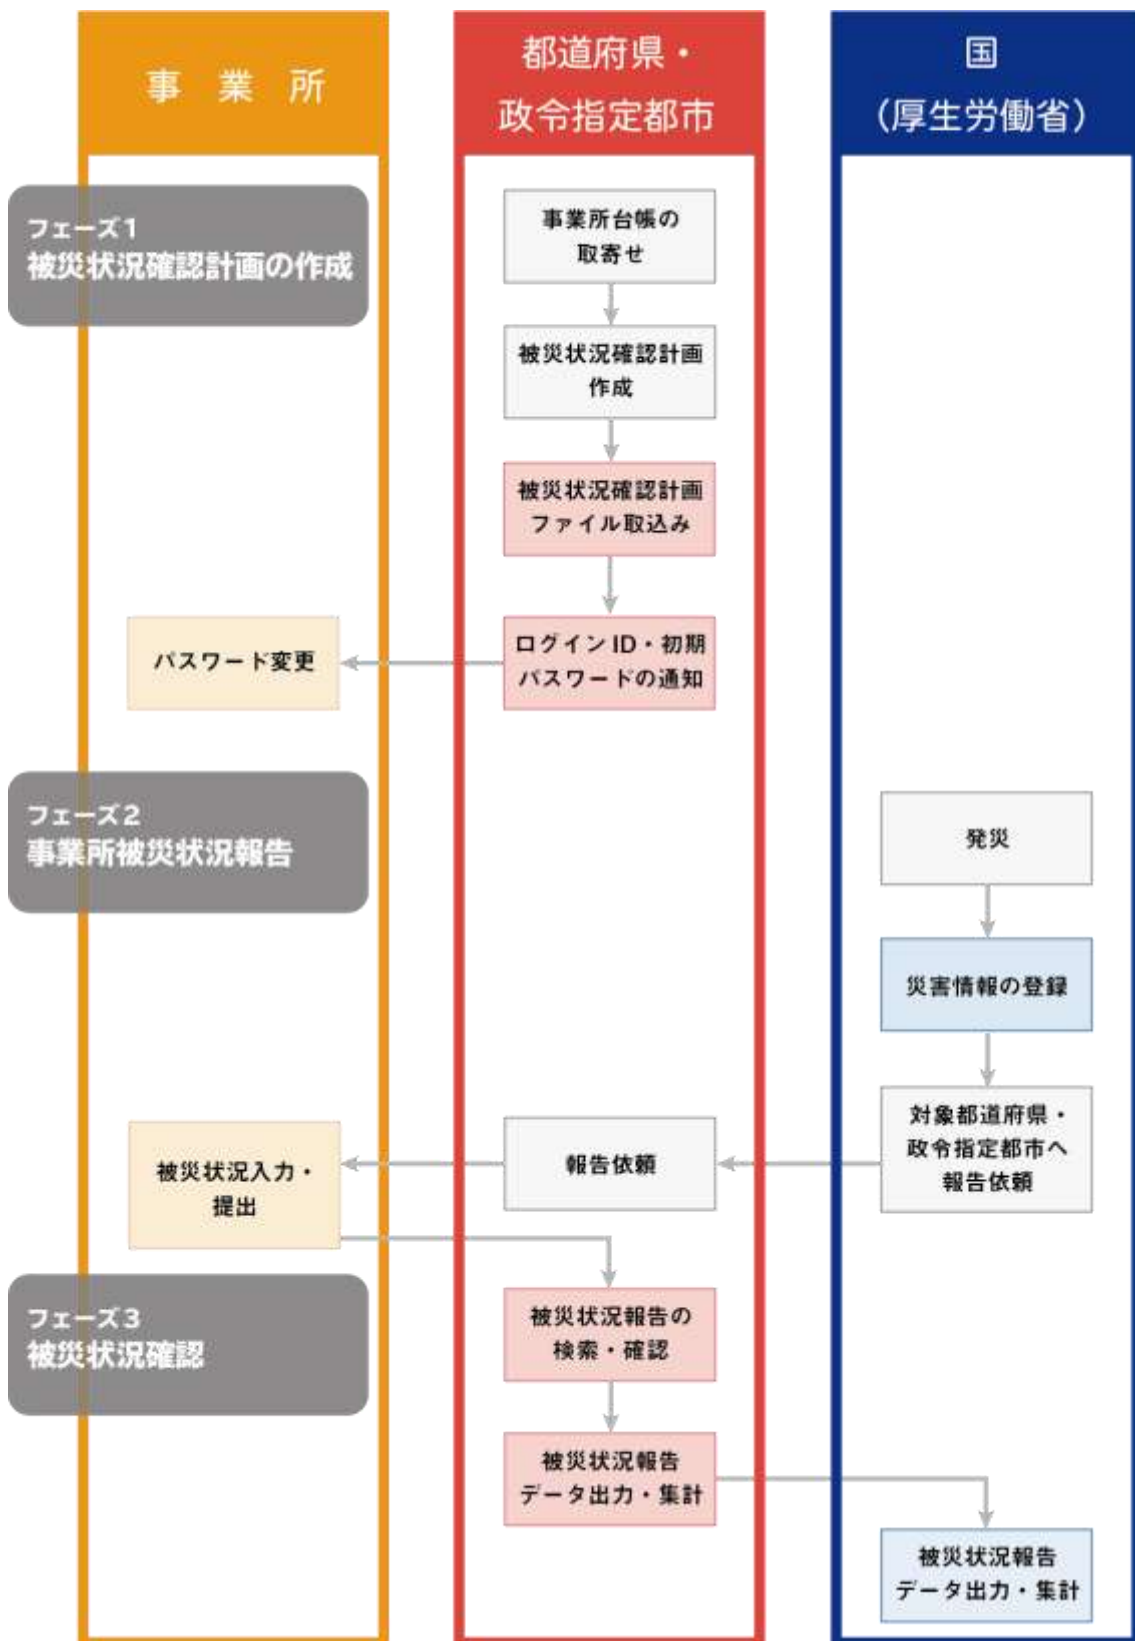 事業所
都道府県・
政令指定都市
国
（厚生労働省）
フェーズ1
被災状況確認計画の作成
事業所台帳の
取寄せ
被災状況確認計画
作成
被災状況確認計画
ファイル取込み
ログインID・初期
パスワードの通知
パスワード変更
フェーズ2
事業所被災状況報告
発災
災害情報の登録
対象都道府県・
政令指定都市へ
報告依頼
報告依頼
被災状況入力・
提出
フェーズ3
被災状況確認
被災状況報告の
検索・確認
被災状況報告
データ出力・集計
被災状況報告
データ出力・集計